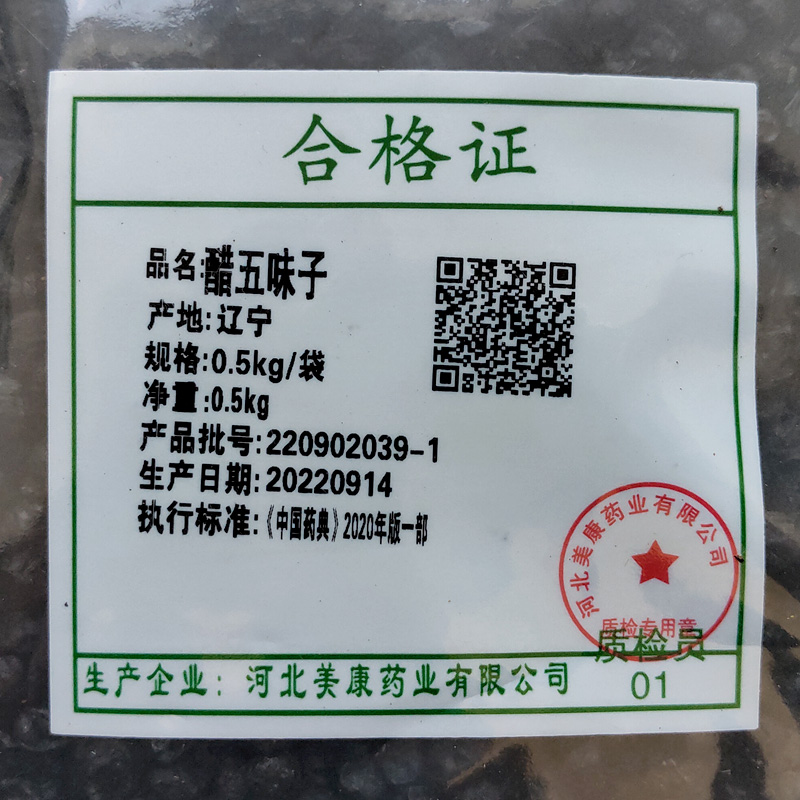 合格证
品名:醋五味子
产地:辽宁
规格:0.5kg/袋
净重:0.5kg
产品批号:220902039-1
生产日期:20220914
执行标准:《中国药典》2020年版一部
河北美康药业有限公司
质检专用章
质检员
01
生产企业：河北美康药业有限公司